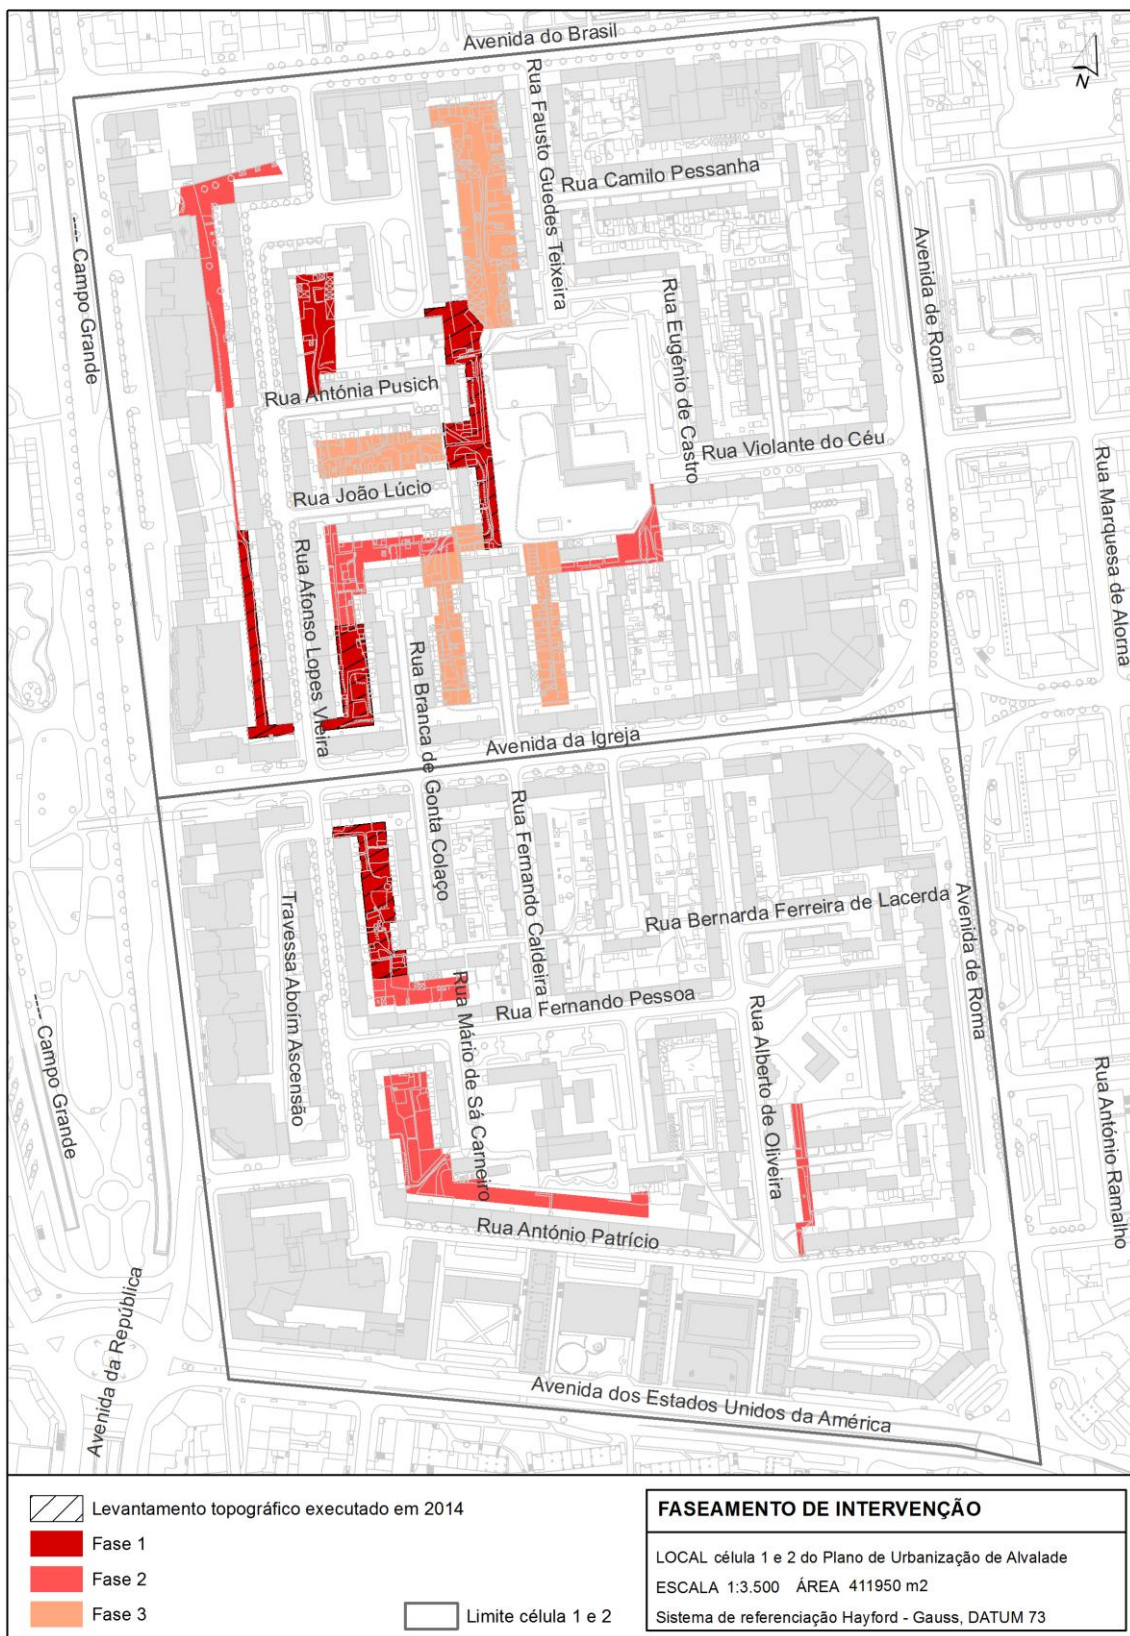 Avenida do Brasil
N
Rua Fausto Guedes Teixeira
Rua Camilo Pessanha
---- Campo Grande
Avenida de Roma
Rua Eugénio de Castro
Rua Antónia Pusich
Rua Violante do Céu
Rua Marquesa de Alorna
Rua João Lúcio
Rua Afonso Lopes Vieira
Rua Branca de Gonta Colaço
Avenida da Igreja
Rua Fernando Caldeira
Travessa Aboím Ascensão
Rua Bernarda Ferreira de Lacerda
Avenida de Roma
Rua Mário de Sá Carneiro
Rua Fernando Pessoa
---- Campo Grande
Rua Alberto de Oliveira
Rua António Ramalho
Rua António Patrício
Avenida da República
Avenida dos Estados Unidos da América
Levantamento topográfico executado em 2014
Fase 1
Fase 2
Fase 3
Limite célula 1 e 2
FASEAMENTO DE INTERVENÇÃO
LOCAL célula 1 e 2 do Plano de Urbanização de Alvalade
ESCALA 1:3.500 ÁREA 411950 m2
Sistema de referenciação Hayford - Gauss, DATUM 73